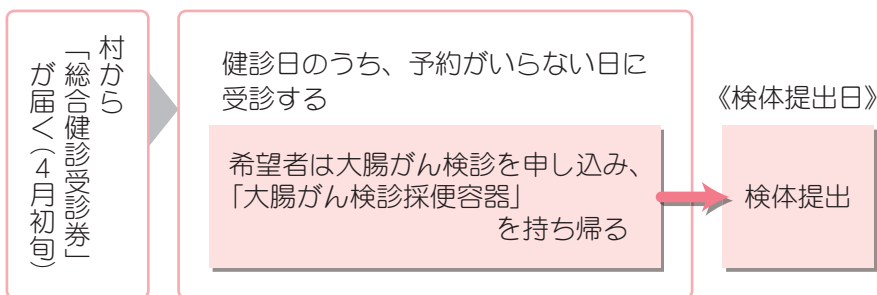 村から
「総合健診受診券」
が届く（４月初旬）
健診日のうち、予約がいらない日に
受診する
希望者は大腸がん検診を申し込み、
「大腸がん検診採便容器」
を持ち帰る
《検体提出日》
検体提出